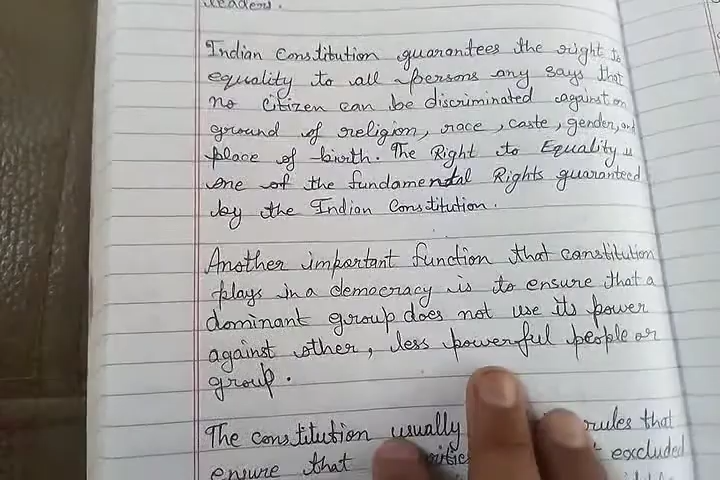 leaders.
Indian Constitution guarantees the right to
equality to all persons any says that
no citizen can be discriminated against on
ground of religion, race, caste, gender, and
place of birth. The Right to Equality is
one of the fundamendal Rights guaranteed
by the Indian Constitution.
Another important function that constitution
plays in a democracy is to ensure that a
dominant group does not use its power
against other, less powerful people or
group.
The constitution usually rules that
ensure that excluded